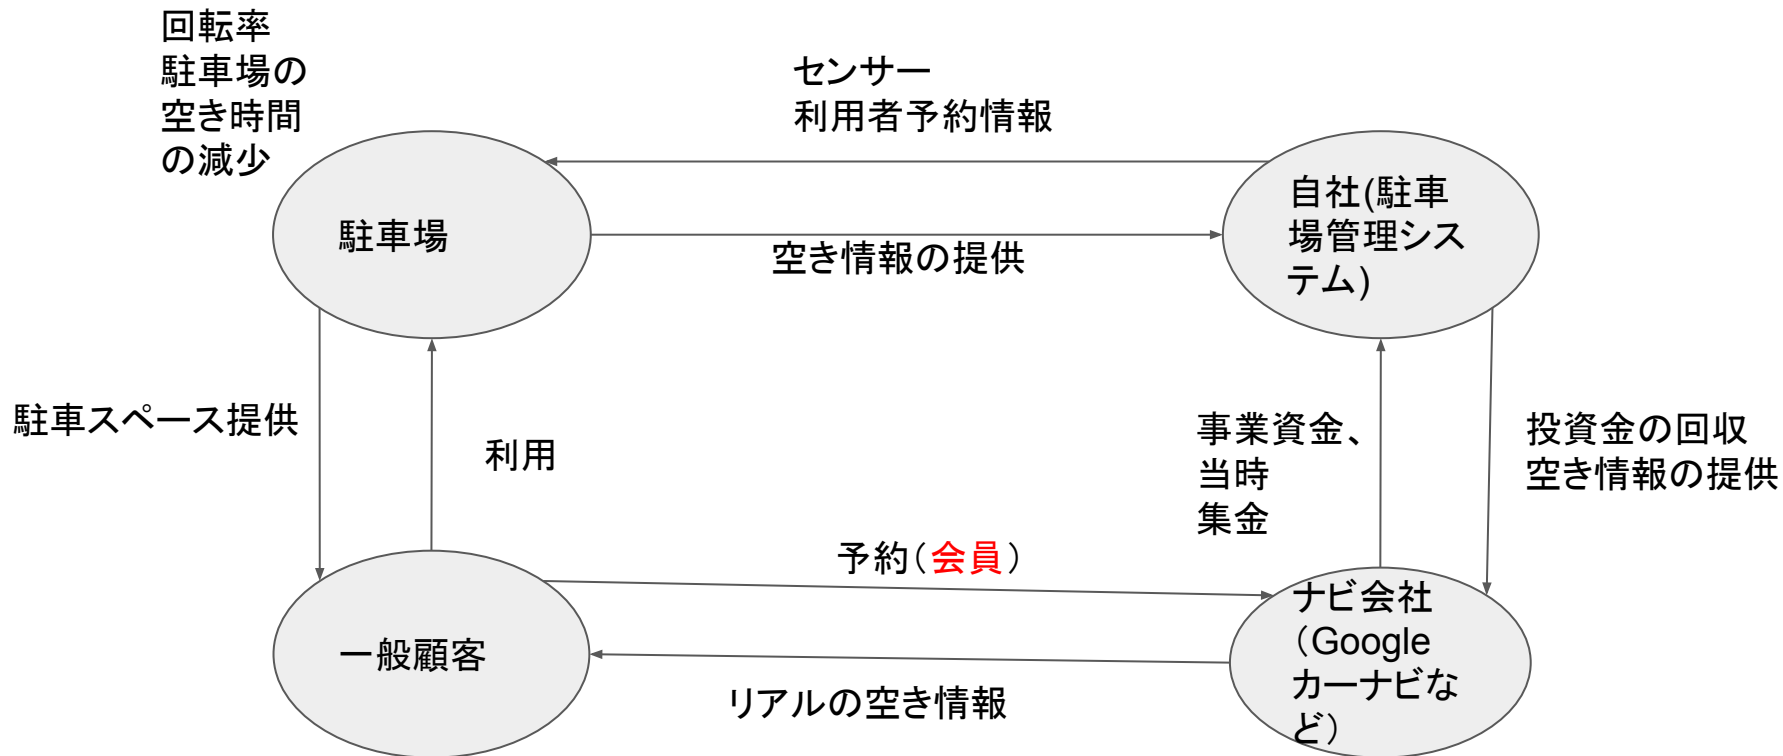 回転率
駐車場の
空き時間
の減少
センサー
利用者予約情報
駐車場
自社(駐車
場管理シス
テム)
空き情報の提供
駐車スペース提供
利用
事業資金、
当時
集金
投資金の回収
空き情報の提供
予約（会員）
一般顧客
ナビ会社
（Google
カーナビな
ど）
リアルの空き情報